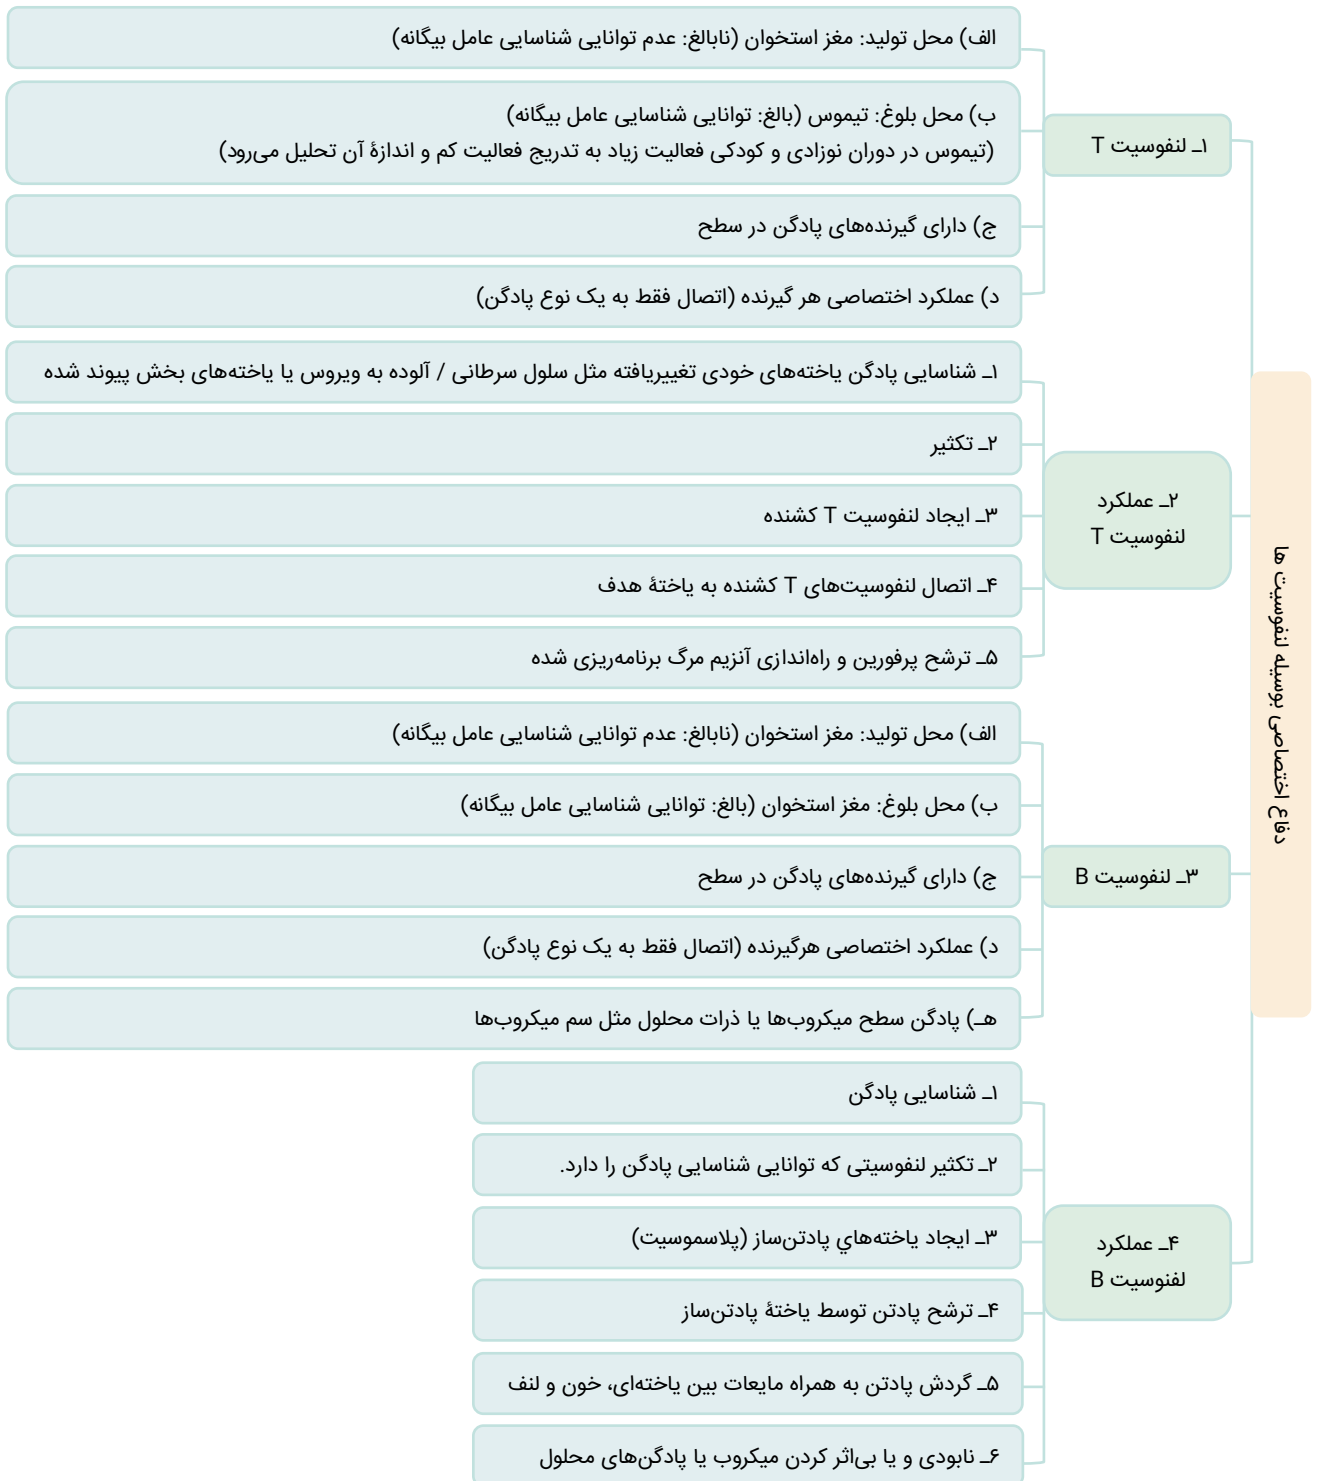 دفاع اختصاصی بوسیله لنفوسیت ها
۱ـ لنفوسیت T
الف) محل تولید: مغز استخوان (نابالغ: عدم توانایی شناسایی عامل بیگانه)
ب) محل بلوغ: تیموس (بالغ: توانایی شناسایی عامل بیگانه)
(تیموس در دوران نوزادی و کودکی فعالیت زیاد به تدریج فعالیت کم و اندازهٔ آن تحلیل می‌رود)
ج) دارای گیرنده‌های پادگن در سطح
د) عملکرد اختصاصی هر گیرنده (اتصال فقط به یک نوع پادگن)
۲ـ عملکرد
لنفوسیت T
۱ـ شناسایی پادگن یاخته‌های خودی تغییریافته مثل سلول سرطانی / آلوده به ویروس یا یاخته‌های بخش پیوند شده
۲ـ تکثیر
۳ـ ایجاد لنفوسیت T کشنده
۴ـ اتصال لنفوسیت‌های T کشنده به یاختهٔ هدف
۵ـ ترشح پرفورین و راه‌اندازی آنزیم مرگ برنامه‌ریزی شده
۳ـ لنفوسیت B
الف) محل تولید: مغز استخوان (نابالغ: عدم توانایی شناسایی عامل بیگانه)
ب) محل بلوغ: مغز استخوان (بالغ: توانایی شناسایی عامل بیگانه)
ج) دارای گیرنده‌های پادگن در سطح
د) عملکرد اختصاصی هرگیرنده (اتصال فقط به یک نوع پادگن)
هـ) پادگن سطح میکروب‌ها یا ذرات محلول مثل سم میکروب‌ها
۴ـ عملکرد
لفنوسیت B
۱ـ شناسایی پادگن
۲ـ تکثیر لنفوسیتی که توانایی شناسایی پادگن را دارد.
۳ـ ایجاد یاخته‌هاي پادتن‌ساز (پلاسموسیت)
۴ـ ترشح پادتن توسط یاختهٔ پادتن‌ساز
۵ـ گردش پادتن به همراه مایعات بین یاخته‌ای، خون و لنف
۶ـ نابودی و یا بی‌اثر کردن میکروب یا پادگن‌های محلول